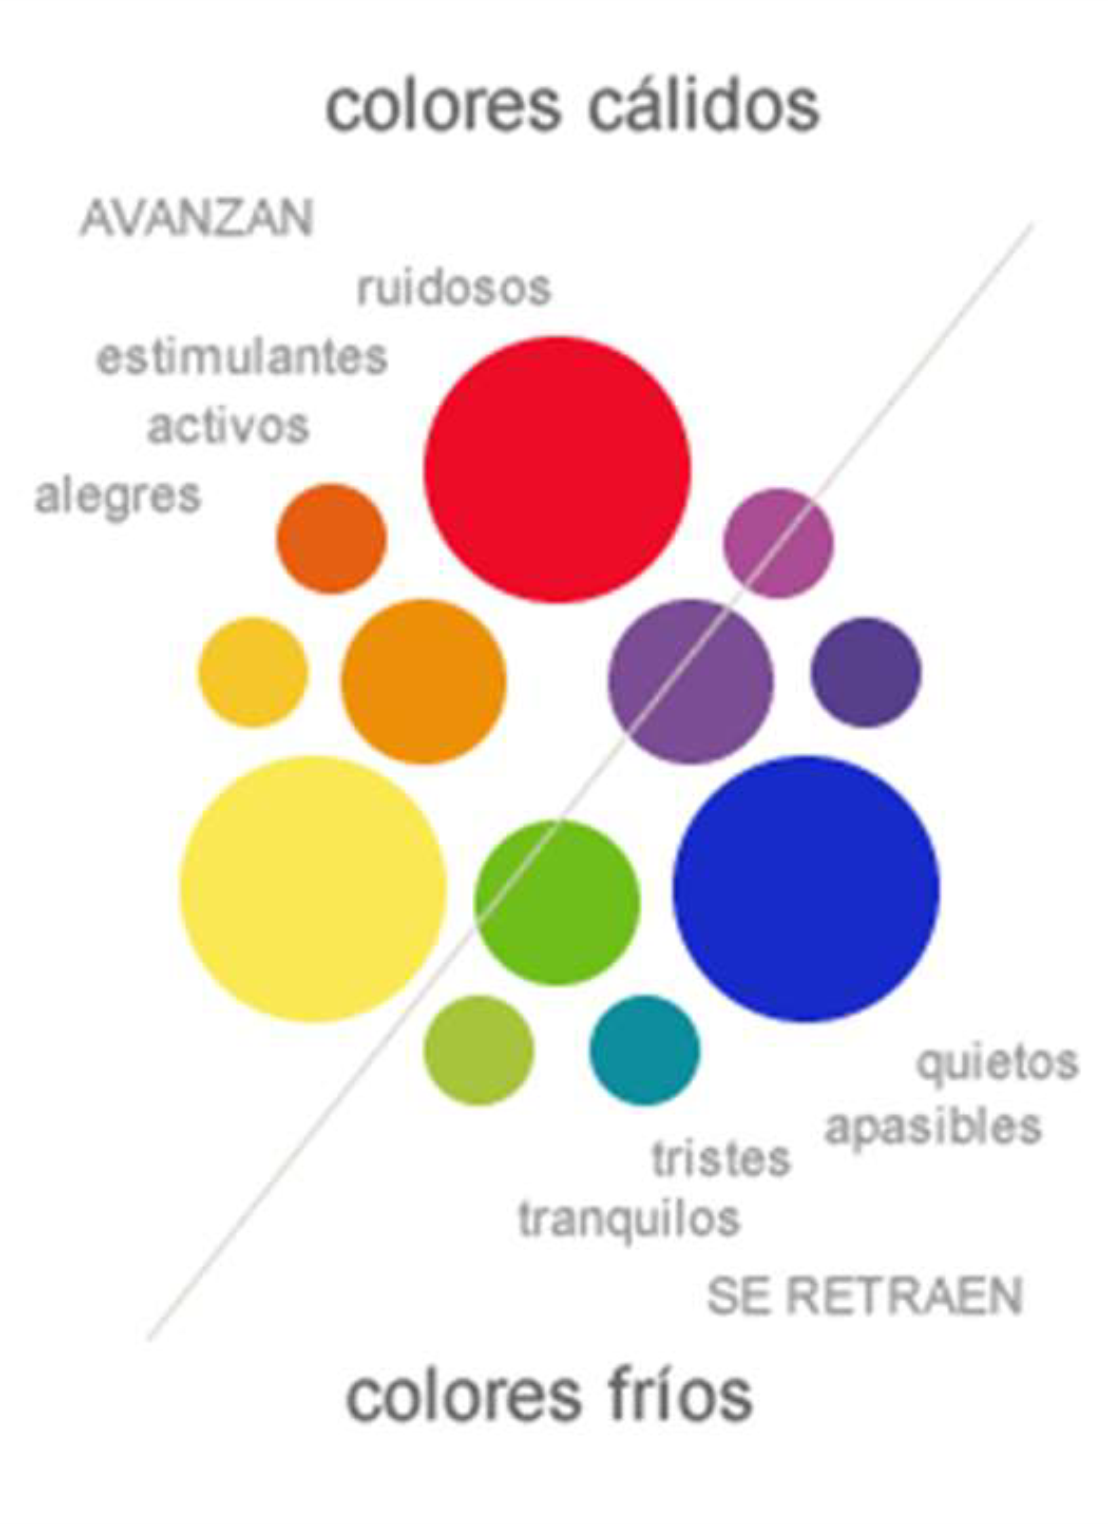 colores cálidos
AVANZAN
ruidosos
estimulantes
activos
alegres
quietos
apasibles
tristes
tranquilos
SE RETRAEN
colores fríos